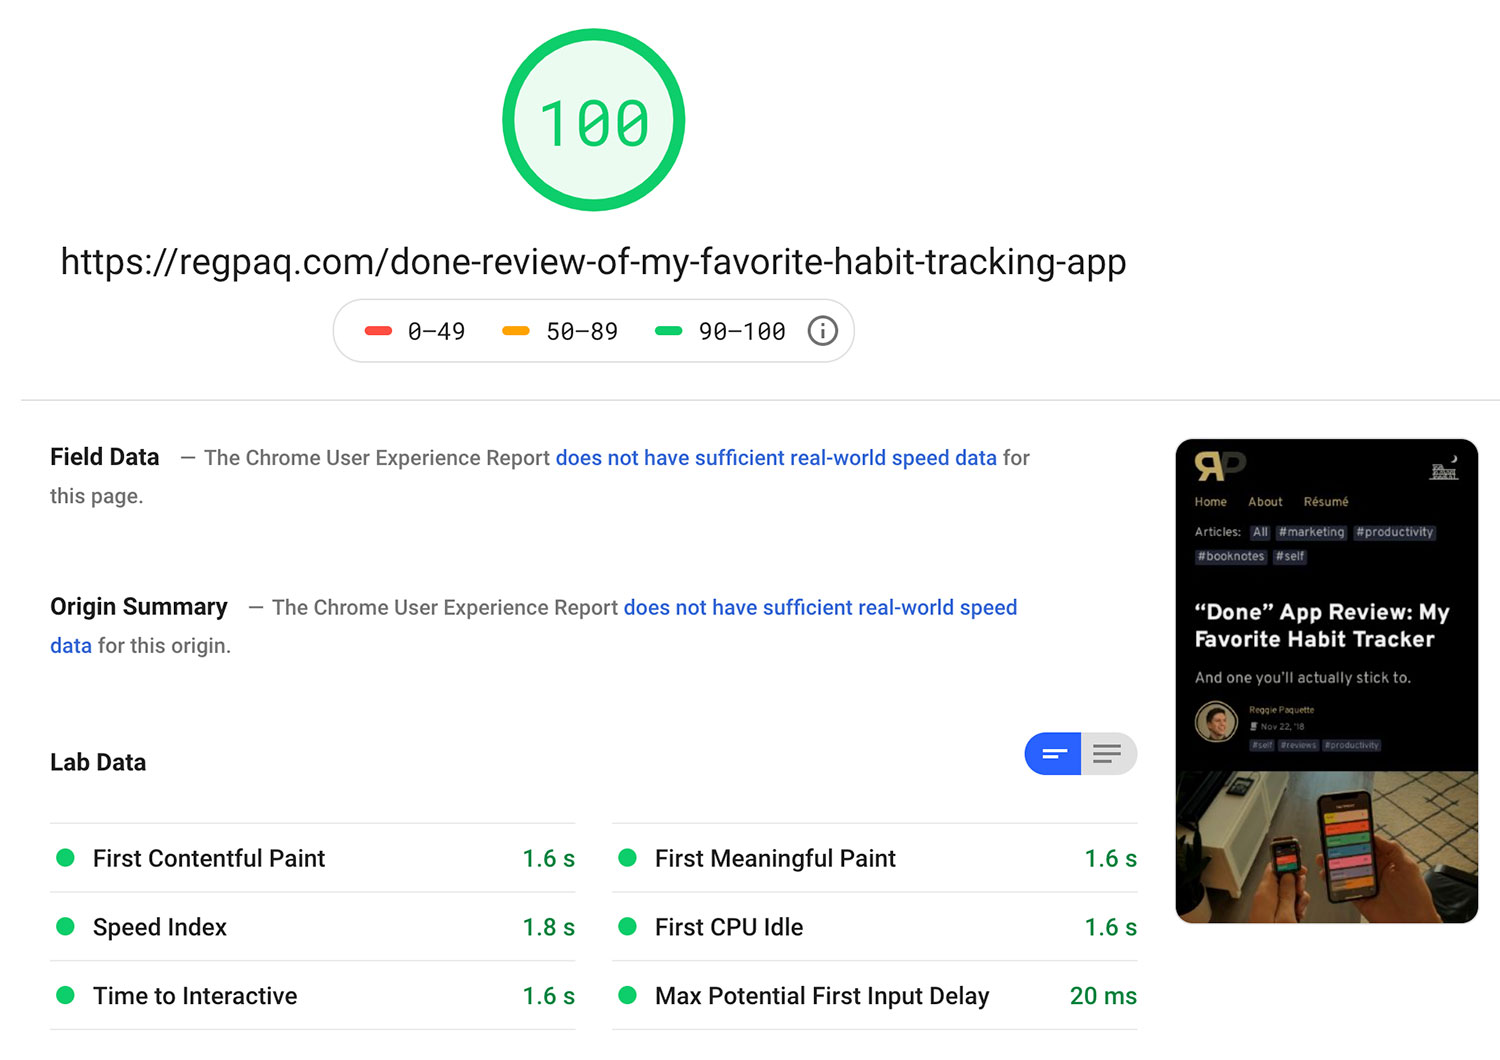 100
https://regpaq.com/done-review-of-my-favorite-habit-tracking-app
0–49 50–89 90–100
Field Data — The Chrome User Experience Report does not have sufficient real-world speed data for
this page.
Origin Summary — The Chrome User Experience Report does not have sufficient real-world speed
data for this origin.
Lab Data
First Contentful Paint 1.6 s
First Meaningful Paint 1.6 s
Speed Index 1.8 s
First CPU Idle 1.6 s
Time to Interactive 1.6 s
Max Potential First Input Delay 20 ms
RP
Home About Résumé
Articles: All #marketing #productivity
#booknotes #self
“Done” App Review: My
Favorite Habit Tracker
And one you’ll actually stick to.
Reggie Paquette
Nov 22, '18
#self #reviews #productivity